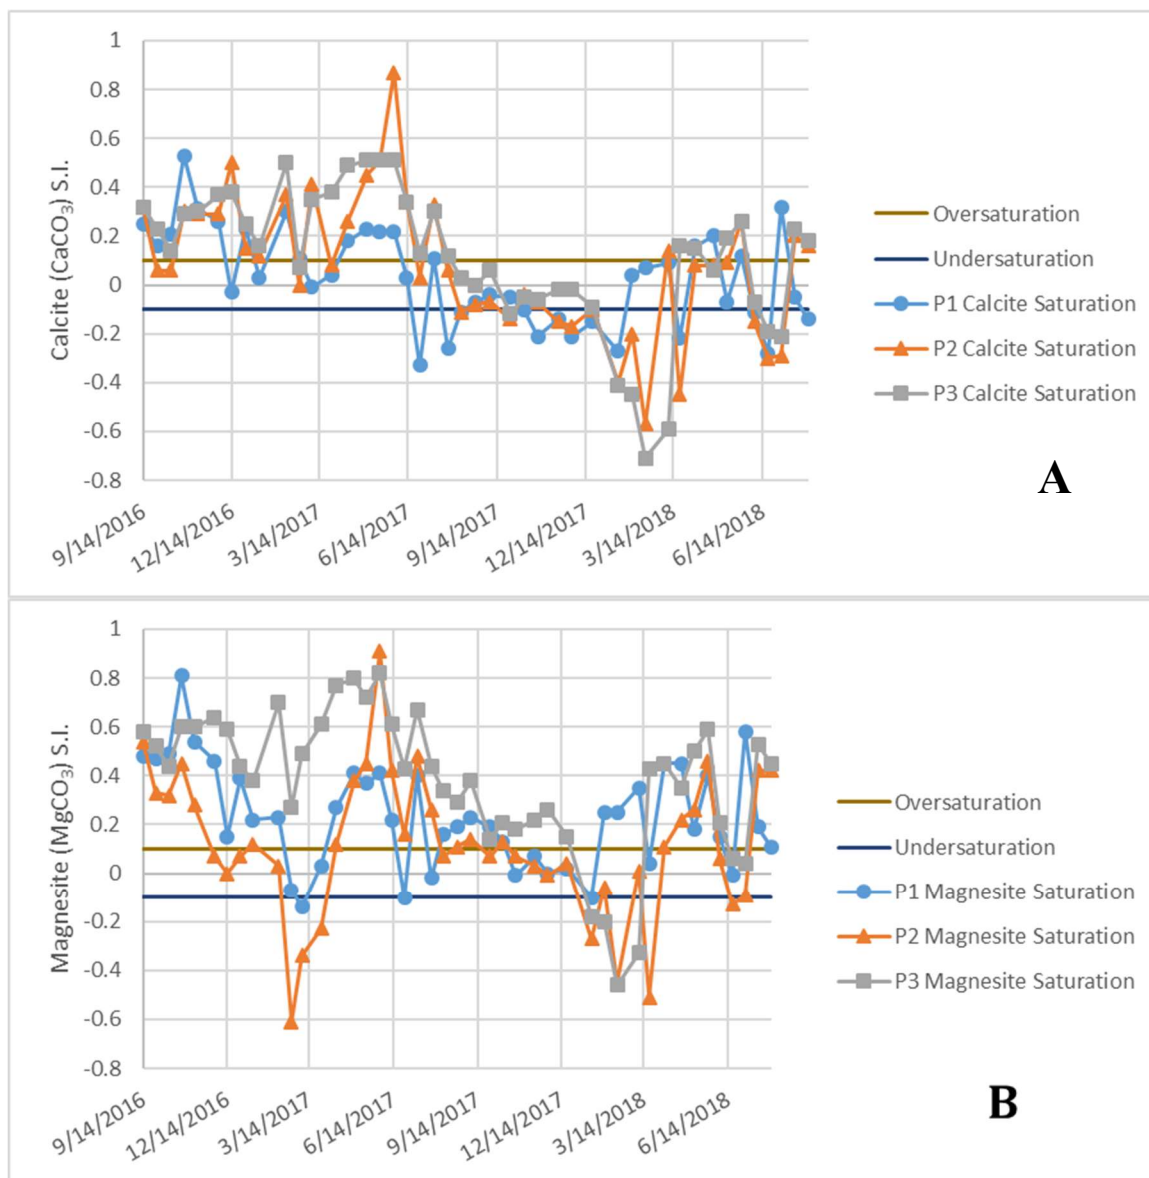 1
0.8
0.6
0.4
0.2
0
-0.2
-0.4
-0.6
-0.8
Calcite (CaCO₃) S.I.
9/14/2016
12/14/2016
3/14/2017
6/14/2017
9/14/2017
12/14/2017
3/14/2018
6/14/2018
Oversaturation
Undersaturation
P1 Calcite Saturation
P2 Calcite Saturation
P3 Calcite Saturation
A
1
0.8
0.6
0.4
0.2
0
-0.2
-0.4
-0.6
-0.8
Magnesite (MgCO₃) S.I.
9/14/2016
12/14/2016
3/14/2017
6/14/2017
9/14/2017
12/14/2017
3/14/2018
6/14/2018
Oversaturation
Undersaturation
P1 Magnesite Saturation
P2 Magnesite Saturation
P3 Magnesite Saturation
B